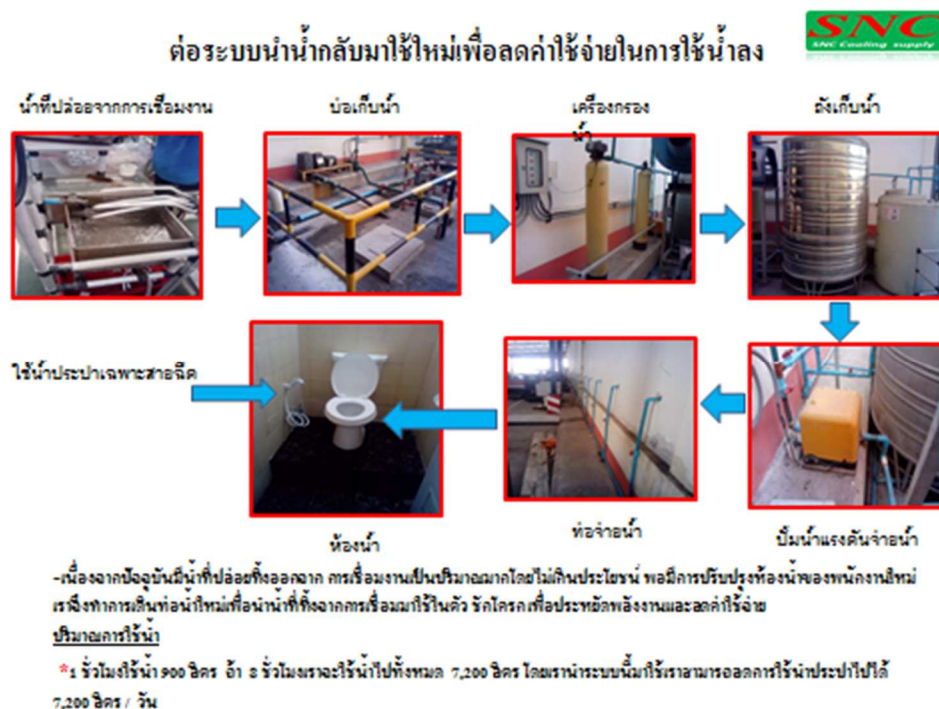 SNC
SNC Cooling supply
ต่อระบบนำน้ำกลับมาใช้ใหม่เพื่อลดค่าใช้จ่ายในการใช้น้ำลง
น้ำที่ปล่อยจากการเชื่อมงาน
บ่อเก็บน้ำ
เครื่องกรอง
น้ำ
ถังเก็บน้ำ
ใช้น้ำประปาเฉพาะสายฉีด
ห้องน้ำ
ท่อจ่ายน้ำ
ปั๊มน้ำแรงดันจ่ายน้ำ
-เนื่องจากปัจจุบันมีน้ำที่ปล่อยทิ้งออกจาก การเชื่อมงานเป็นปริมาณมากโดยไม่เกิดประโยชน์ พอมีการปรับปรุงห้องน้ำของพนักงานใหม่
เราจึงทำการเดินท่อน้ำใหม่เพื่อนำน้ำที่ทิ้งจากการเชื่อมมาใช้ในตัว ชักโครกเพื่อประหยัดพลังงานและลดค่าใช้จ่าย
ปริมาณการใช้น้ำ
*1 ชั่วโมงใช้น้ำ 900 ลิตร ถ้า 8 ชั่วโมงเราจะใช้น้ำไปทั้งหมด 7,200 ลิตร โดยเรานำระบบนี้มาใช้เราสามารถลดการใช้น้ำประปาไปได้
7,200 ลิตร / วัน